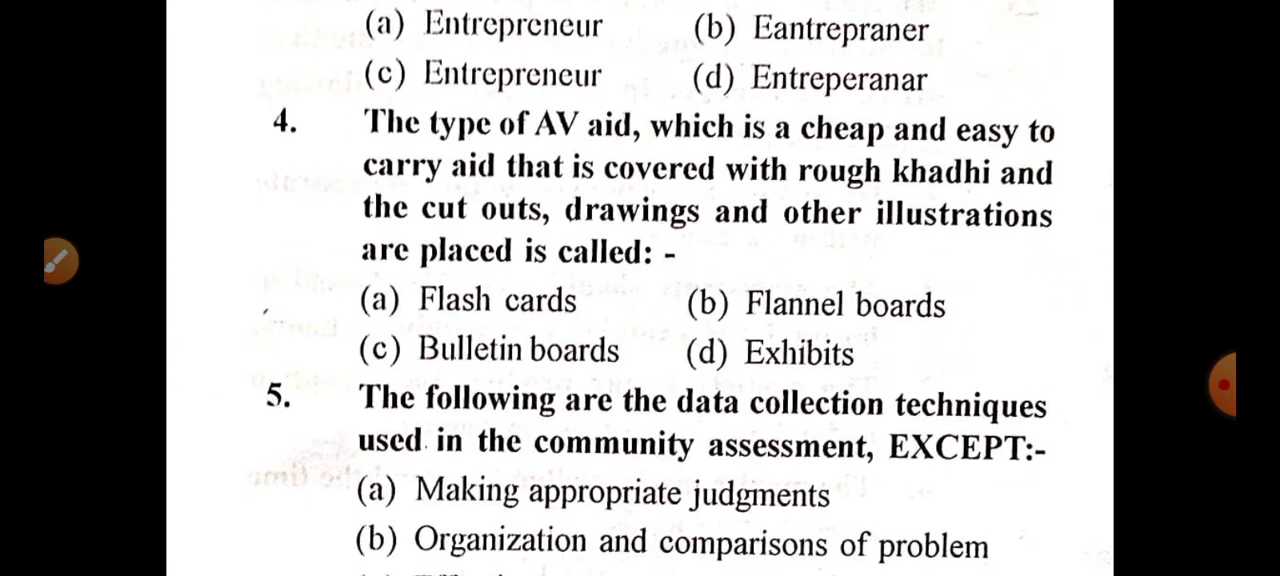 (a) Entrepreneur (b) Eantrepraner
(c) Entrepreneur (d) Entreperanar
4. The type of AV aid, which is a cheap and easy to
carry aid that is covered with rough khadhi and
the cut outs, drawings and other illustrations
are placed is called: -
(a) Flash cards (b) Flannel boards
(c) Bulletin boards (d) Exhibits
5. The following are the data collection techniques
used in the community assessment, EXCEPT:-
(a) Making appropriate judgments
(b) Organization and comparisons of problem